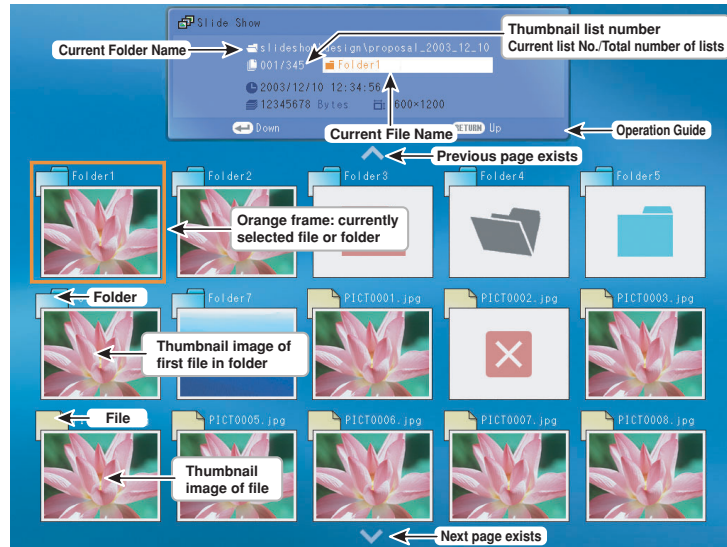 Slide Show
Thumbnail list number
Current list No./Total number of lists
Current Folder Name
slidesho design\proposal_2003_12_10
001/345
Folder1
2003/12/10 12:34:56
12345678 Bytes
600×1200
Down
Current File Name
RETURN Up
Operation Guide
Previous page exists
Folder1
Folder2
Folder3
Folder4
Folder5
Orange frame: currently
selected file or folder
Folder
Folder7
PICT0001.jpg
PICT0002.jpg
PICT0003.jpg
Thumbnail image of
first file in folder
File
PICT0005.jpg
PICT0006.jpg
PICT0007.jpg
PICT0008.jpg
Thumbnail
image of file
Next page exists